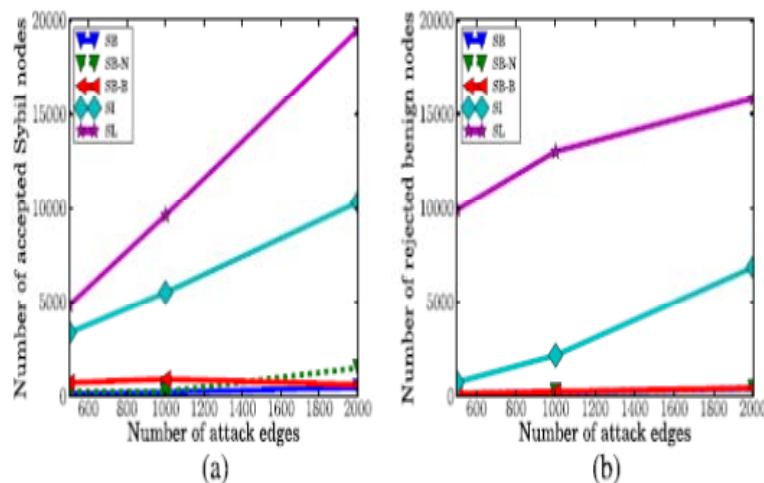 Number of accepted Sybil nodes
20000
15000
10000
5000
0
SB
SB-N
SB-B
SI
SL
600 800 1000 1200 1400 1600 1800 2000
Number of attack edges
(a)
Number of rejected benign nodes
20000
15000
10000
5000
0
SB
SB-N
SB-B
SI
SL
600 800 1000 1200 1400 1600 1800 2000
Number of attack edges
(b)